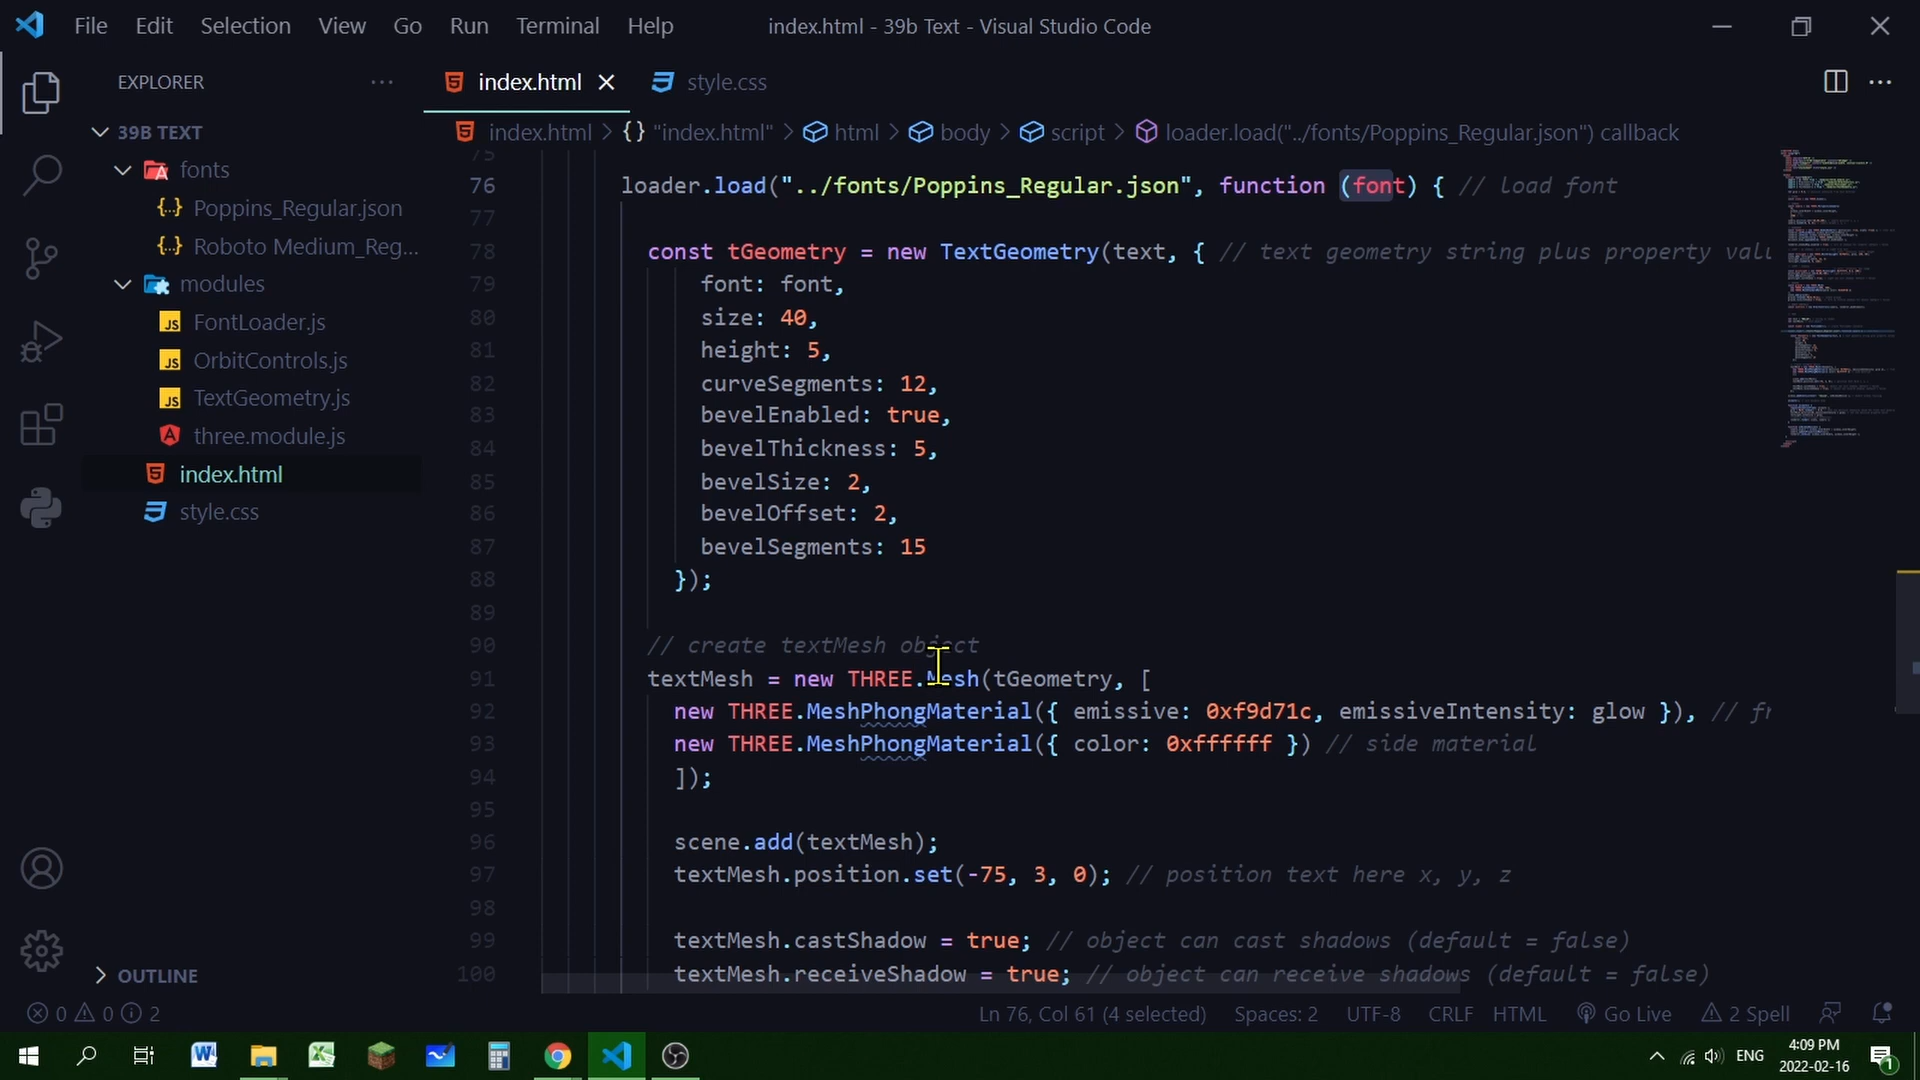 File Edit Selection View Go Run Terminal Help
index.html - 39b Text - Visual Studio Code
EXPLORER
index.html
style.css
39B TEXT
fonts
Poppins_Regular.json
Roboto Medium_Reg...
modules
FontLoader.js
OrbitControls.js
TextGeometry.js
three.module.js
index.html
style.css
OUTLINE
index.html > {} "index.html" > html > body > script > loader.load("../fonts/Poppins_Regular.json") callback
75
76 loader.load("../fonts/Poppins_Regular.json", function (font) { // load font
77
78 const tGeometry = new TextGeometry(text, { // text geometry string plus property valu
79 font: font,
80 size: 40,
81 height: 5,
82 curveSegments: 12,
83 bevelEnabled: true,
84 bevelThickness: 5,
85 bevelSize: 2,
86 bevelOffset: 2,
87 bevelSegments: 15
88 });
89
90 // create textMesh object
91 textMesh = new THREE.Mesh(tGeometry, [
92 new THREE.MeshPhongMaterial({ emissive: 0xf9d71c, emissiveIntensity: glow }), // fr
93 new THREE.MeshPhongMaterial({ color: 0xffffff }) // side material
94 ]);
95
96 scene.add(textMesh);
97 textMesh.position.set(-75, 3, 0); // position text here x, y, z
98
99 textMesh.castShadow = true; // object can cast shadows (default = false)
100 textMesh.receiveShadow = true; // object can receive shadows (default = false)
0 0 2
Ln 76, Col 61 (4 selected) Spaces: 2 UTF-8 CRLF HTML Go Live 2 Spell
ENG
4:09 PM
2022-02-16
1